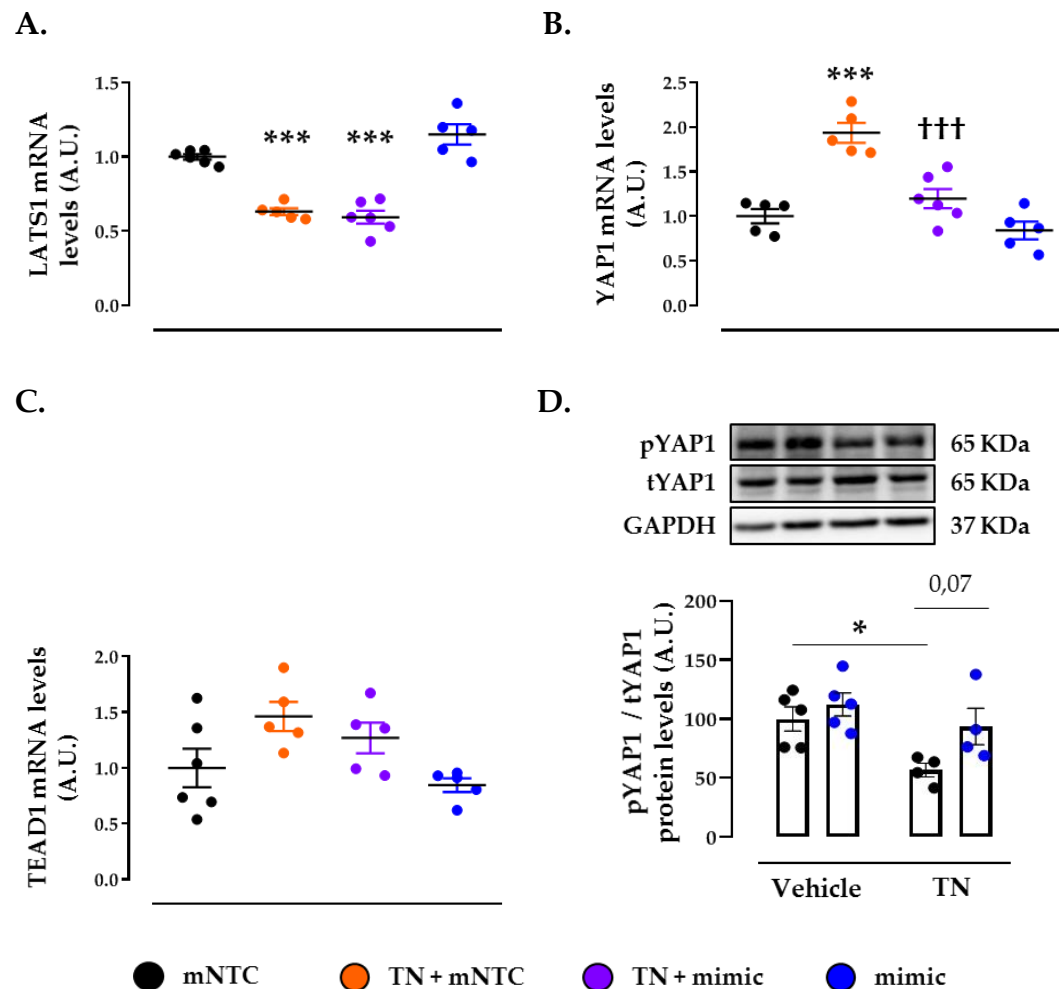 A.
LATS1 mRNA
levels (A.U.)
1.5
1.0
0.5
0.0
***
***
B.
YAP1 mRNA levels
(A.U.)
2.5
2.0
1.5
1.0
0.5
0.0
***
†††
C.
TEAD1 mRNA levels
(A.U.)
2.0
1.5
1.0
0.5
0.0
D.
pYAP1 65 KDa
tYAP1 65 KDa
GAPDH 37 KDa
pYAP1 / tYAP1
protein levels (A.U.)
200
150
100
50
0
*
0,07
Vehicle TN
mNTC TN + mNTC TN + mimic mimic